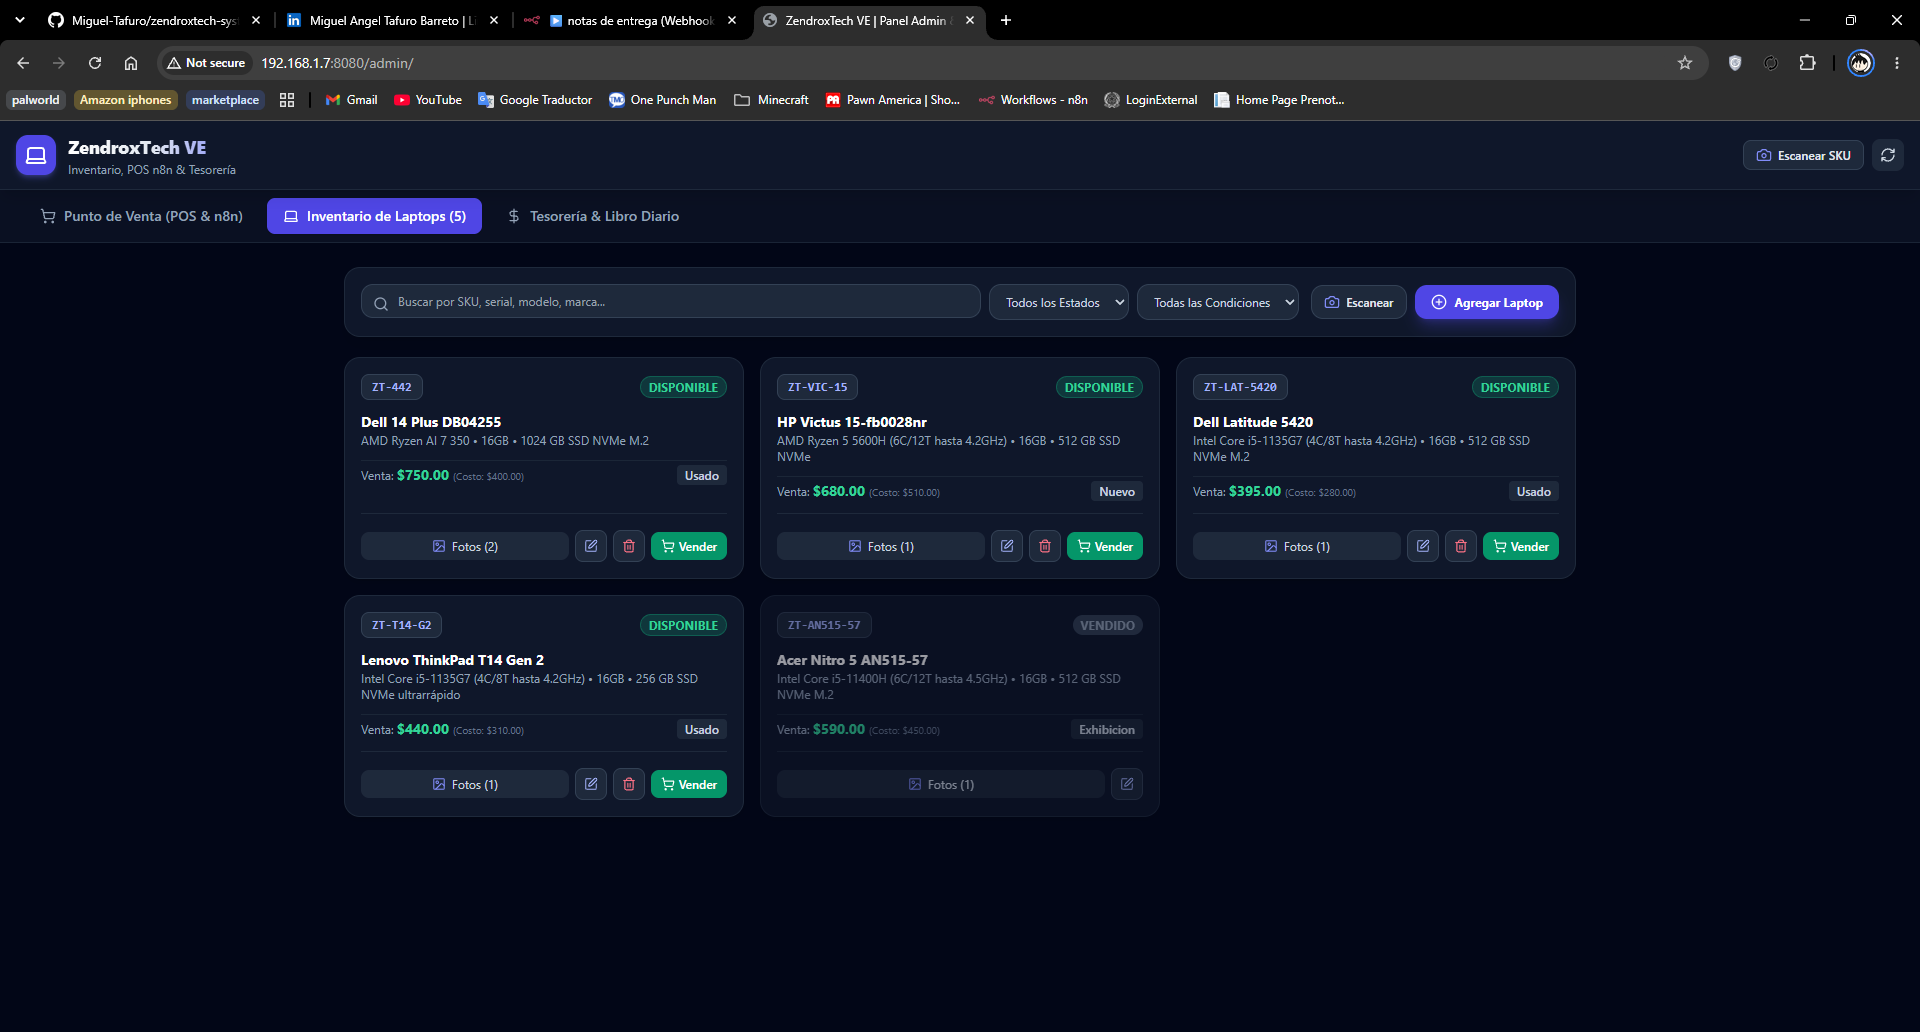 Miguel-Tafuro/zendroxtech-sys
Miguel Angel Tafuro Barreto | Li
notas de entrega (Webhook
ZendroxTech VE | Panel Admin &
Not secure
192.168.1.7:8080/admin/
palworld
Amazon iphones
marketplace
Gmail
YouTube
Google Traductor
One Punch Man
Minecraft
Pawn America | Sho...
Workflows - n8n
LoginExternal
Home Page Prenot...
ZendroxTech VE
Inventario, POS n8n & Tesorería
Escanear SKU
Punto de Venta (POS & n8n)
Inventario de Laptops (5)
Tesorería & Libro Diario
Buscar por SKU, serial, modelo, marca...
Todos los Estados
Todas las Condiciones
Escanear
Agregar Laptop
ZT-442
DISPONIBLE
Dell 14 Plus DB04255
AMD Ryzen AI 7 350 • 16GB • 1024 GB SSD NVMe M.2
Venta: $750.00 (Costo: $400.00)
Usado
Fotos (2)
Vender
ZT-VIC-15
DISPONIBLE
HP Victus 15-fb0028nr
AMD Ryzen 5 5600H (6C/12T hasta 4.2GHz) • 16GB • 512 GB SSD
NVMe
Venta: $680.00 (Costo: $510.00)
Nuevo
Fotos (1)
Vender
ZT-LAT-5420
DISPONIBLE
Dell Latitude 5420
Intel Core i5-1135G7 (4C/8T hasta 4.2GHz) • 16GB • 512 GB SSD
NVMe M.2
Venta: $395.00 (Costo: $280.00)
Usado
Fotos (1)
Vender
ZT-T14-G2
DISPONIBLE
Lenovo ThinkPad T14 Gen 2
Intel Core i5-1135G7 (4C/8T hasta 4.2GHz) • 16GB • 256 GB SSD
NVMe ultrarrápido
Venta: $440.00 (Costo: $310.00)
Usado
Fotos (1)
Vender
ZT-AN515-57
VENDIDO
Acer Nitro 5 AN515-57
Intel Core i5-11400H (6C/12T hasta 4.5GHz) • 16GB • 512 GB SSD
NVMe M.2
Venta: $590.00 (Costo: $450.00)
Exhibicion
Fotos (1)